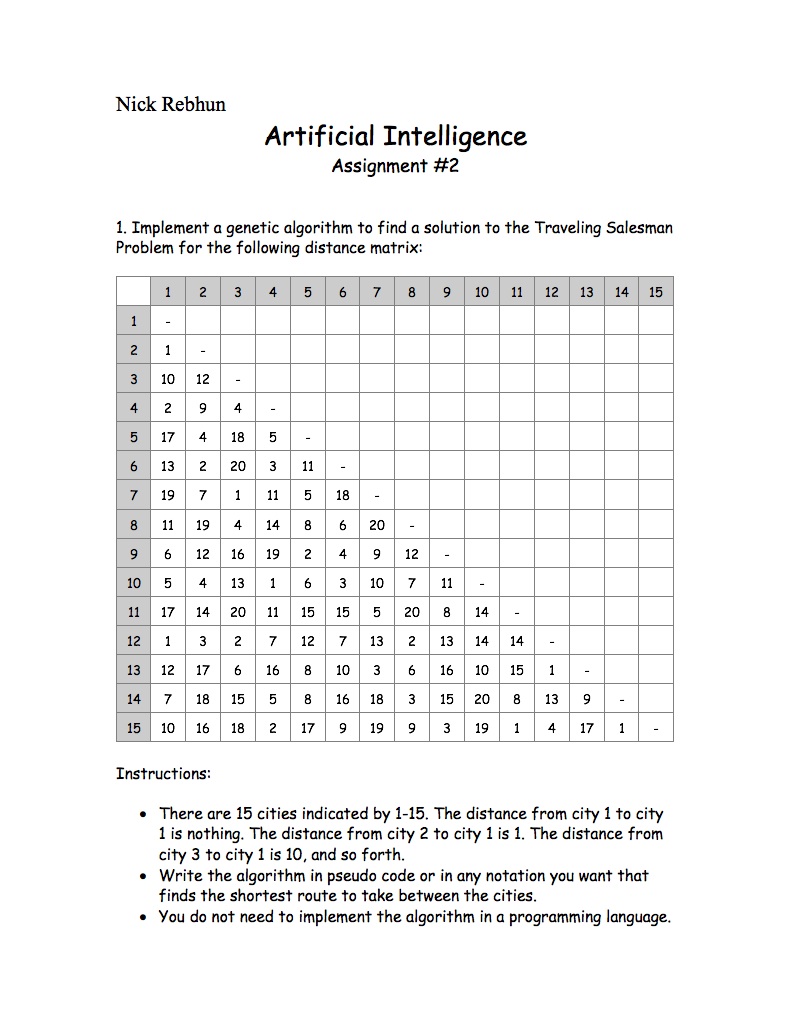 Nick Rebhun
Artificial Intelligence
Assignment #2
1. Implement a genetic algorithm to find a solution to the Traveling Salesman
Problem for the following distance matrix:
1 2 3 4 5 6 7 8 9 10 11 12 13 14 15
1 -
2 1 -
3 10 12 -
4 2 9 4 -
5 17 4 18 5 -
6 13 2 20 3 11 -
7 19 7 1 11 5 18 -
8 11 19 4 14 8 6 20 -
9 6 12 16 19 2 4 9 12 -
10 5 4 13 1 6 3 10 7 11 -
11 17 14 20 11 15 15 5 20 8 14 -
12 1 3 2 7 12 7 13 2 13 14 14 -
13 12 17 6 16 8 10 3 6 16 10 15 1 -
14 7 18 15 5 8 16 18 3 15 20 8 13 9 -
15 10 16 18 2 17 9 19 9 3 19 1 4 17 1 -
Instructions:
• There are 15 cities indicated by 1-15. The distance from city 1 to city
1 is nothing. The distance from city 2 to city 1 is 1. The distance from
city 3 to city 1 is 10, and so forth.
• Write the algorithm in pseudo code or in any notation you want that
finds the shortest route to take between the cities.
• You do not need to implement the algorithm in a programming language.